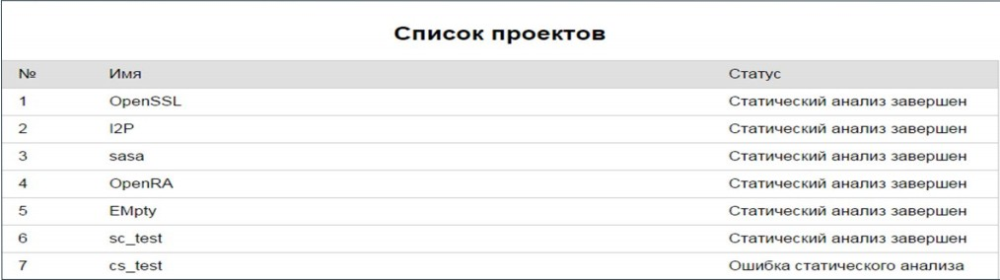 Список проектов
№ Имя Статус
1 OpenSSL Статический анализ завершен
2 I2P Статический анализ завершен
3 sasa Статический анализ завершен
4 OpenRA Статический анализ завершен
5 EMpty Статический анализ завершен
6 sc_test Статический анализ завершен
7 cs_test Ошибка статического анализа